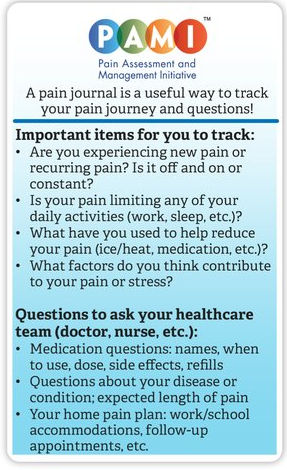 PAMI™
Pain Assessment and
Management Initiative
A pain journal is a useful way to track
your pain journey and questions!
Important items for you to track:
• Are you experiencing new pain or
recurring pain? Is it off and on or
constant?
• Is your pain limiting any of your
daily activities (work, sleep, etc.)?
• What have you used to help reduce
your pain (ice/heat, medication, etc.)?
• What factors do you think contribute
to your pain or stress?
Questions to ask your healthcare
team (doctor, nurse, etc.):
• Medication questions: names, when
to use, dose, side effects, refills
• Questions about your disease or
condition; expected length of pain
• Your home pain plan: work/school
accommodations, follow-up
appointments, etc.